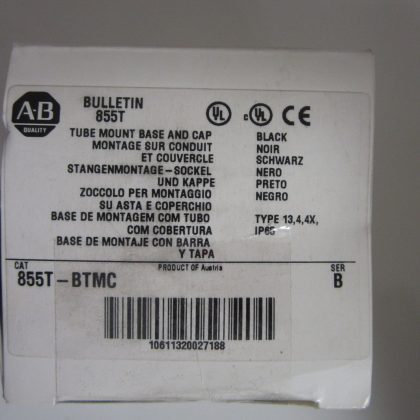 A-B
QUALITY
BULLETIN
855T
UL
c UL CE
TUBE MOUNT BASE AND CAP
MONTAGE SUR CONDUIT
ET COUVERCLE
STANGENMONTAGE-SOCKEL
UND KAPPE
ZOCCOLO PER MONTAGGIO
SU ASTA E COPERCHIO
BASE DE MONTAGEM COM TUBO
COM COBERTURA
BASE DE MONTAJE CON BARRA
Y TAPA
BLACK
NOIR
SCHWARZ
NERO
PRETO
NEGRO
TYPE 13,4,4X,
IP65
CAT
PRODUCT OF Austria
SER
855T-BTMC
B
10611320027188